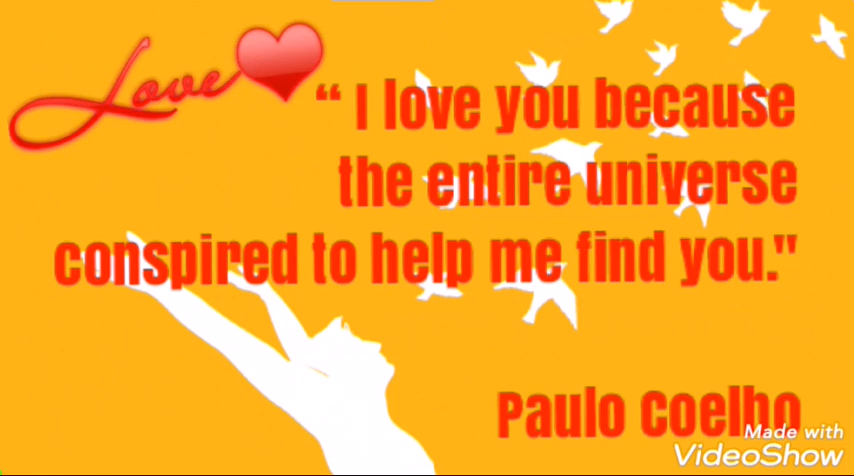 Love
“ I love you because
the entire universe
conspired to help me find you."
Paulo Coelho
Made with
VideoShow